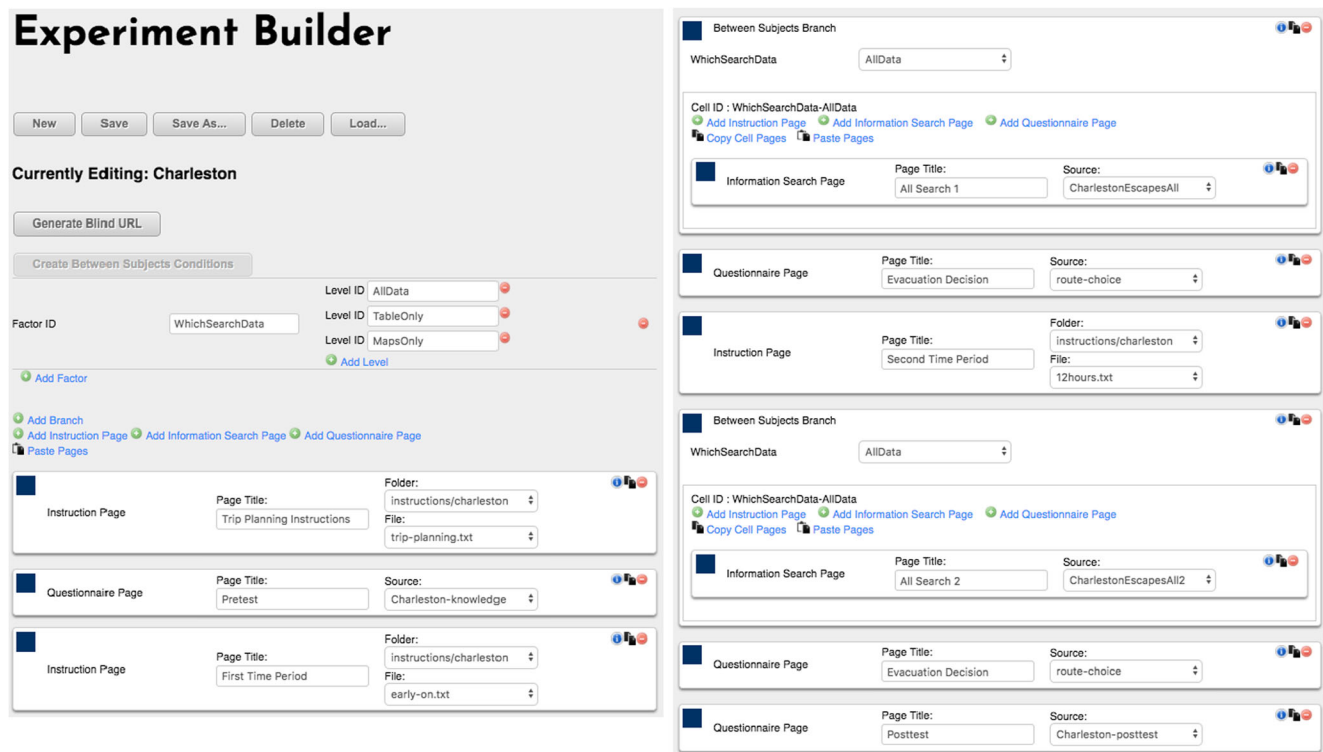 Experiment Builder
New Save Save As... Delete Load...
Currently Editing: Charleston
Generate Blind URL
Create Between Subjects Conditions
Level ID AllData
Level ID TableOnly
Factor ID WhichSearchData
Level ID MapsOnly
Add Level
Add Factor
Add Branch
Add Instruction Page Add Information Search Page Add Questionnaire Page
Paste Pages
Folder:
Page Title: instructions/charleston
Instruction Page
Trip Planning Instructions File:
trip-planning.txt
Page Title: Source:
Questionnaire Page
Pretest Charleston-knowledge
Folder:
Page Title: instructions/charleston
Instruction Page
First Time Period File:
early-on.txt
Between Subjects Branch
WhichSearchData AllData
Cell ID : WhichSearchData-AllData
Add Instruction Page Add Information Search Page Add Questionnaire Page
Copy Cell Pages Paste Pages
Page Title: Source:
Information Search Page
All Search 1 CharlestonEscapesAll
Page Title: Source:
Questionnaire Page
Evacuation Decision route-choice
Folder:
Page Title: instructions/charleston
Instruction Page
Second Time Period File:
12hours.txt
Between Subjects Branch
WhichSearchData AllData
Cell ID : WhichSearchData-AllData
Add Instruction Page Add Information Search Page Add Questionnaire Page
Copy Cell Pages Paste Pages
Page Title: Source:
Information Search Page
All Search 2 CharlestonEscapesAll2
Page Title: Source:
Questionnaire Page
Evacuation Decision route-choice
Page Title: Source:
Questionnaire Page
Posttest Charleston-posttest